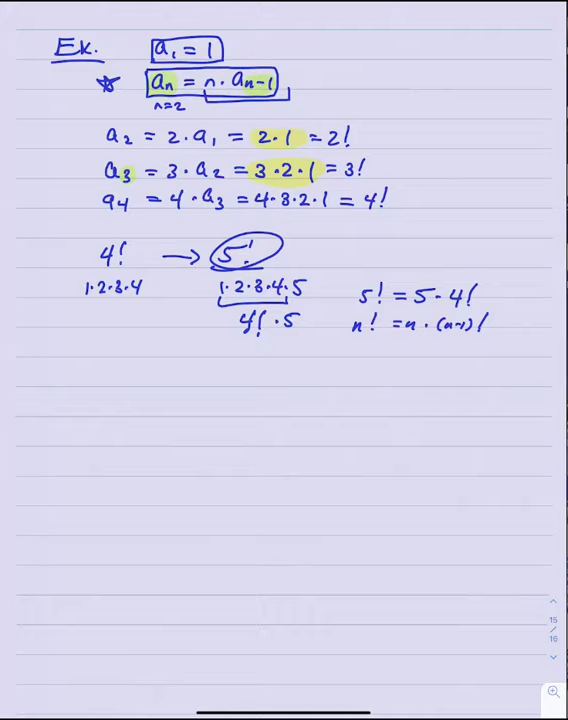 Ex. a₁ = 1
☆ aₙ = n · aₙ₋₁
n=2
a₂ = 2 · a₁ = 2 · 1 = 2!
a₃ = 3 · a₂ = 3 · 2 · 1 = 3!
a₄ = 4 · a₃ = 4 · 3 · 2 · 1 = 4!
4! → 5!
1 · 2 · 3 · 4
1 · 2 · 3 · 4 · 5
4! · 5
5! = 5 · 4!
n! = n · (n-1)!
15
/
16